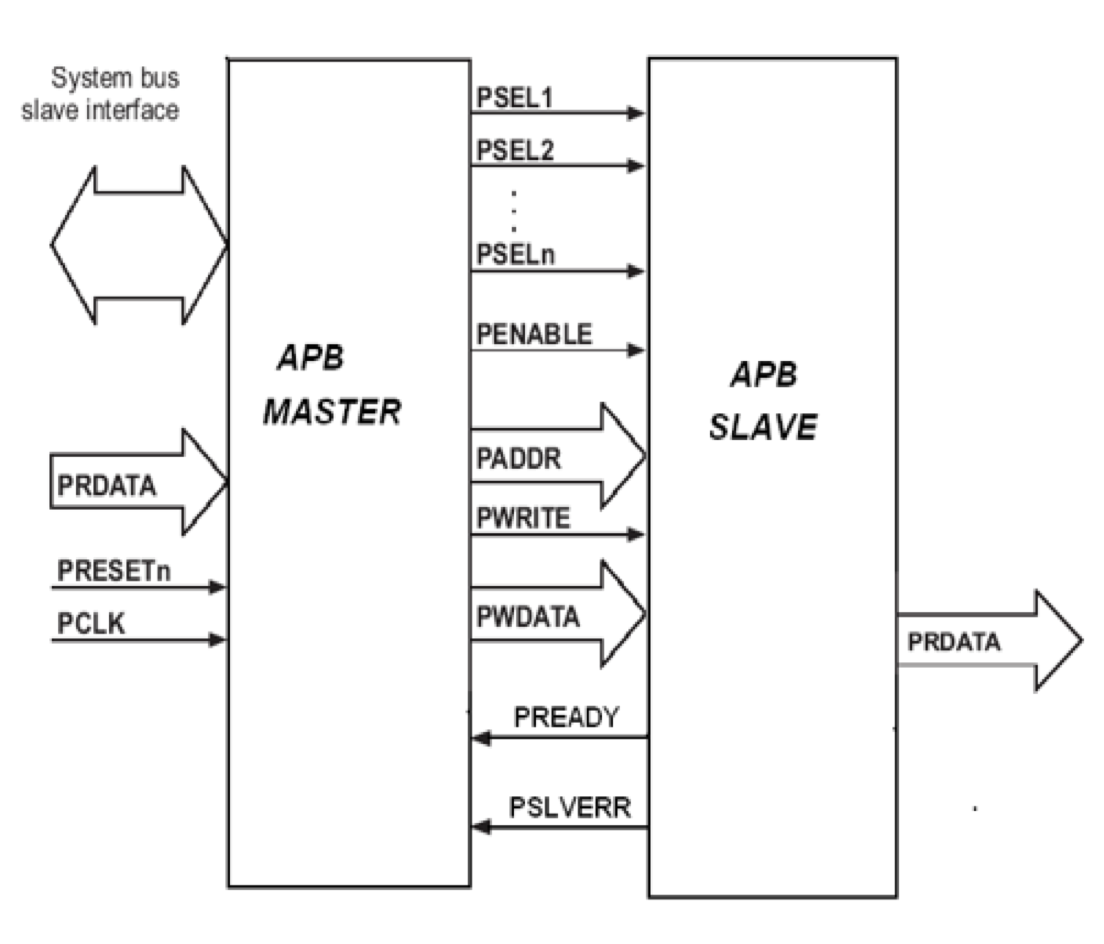 System bus
slave interface
PSEL1
PSEL2
PSELn
PENABLE
APB
MASTER
APB
SLAVE
PRDATA
PADDR
PWRITE
PRESETn
PCLK
PWDATA
PRDATA
PREADY
PSLVERR